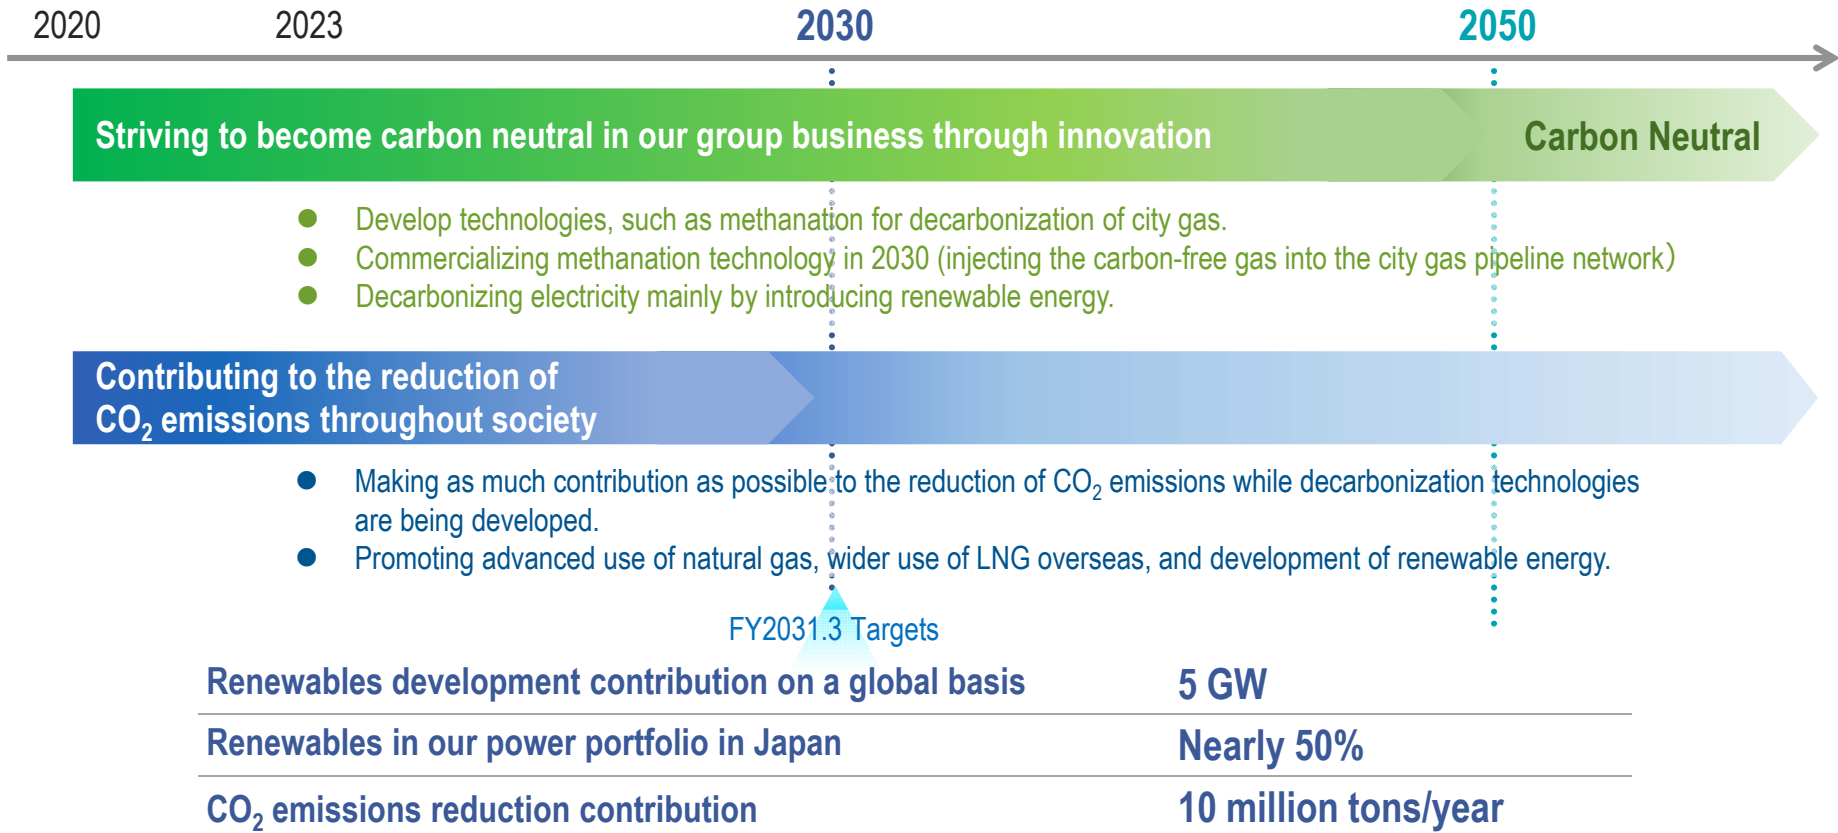 2020 2023 2030 2050
Striving to become carbon neutral in our group business through innovation Carbon Neutral
● Develop technologies, such as methanation for decarbonization of city gas.
● Commercializing methanation technology in 2030 (injecting the carbon-free gas into the city gas pipeline network）
● Decarbonizing electricity mainly by introducing renewable energy.
Contributing to the reduction of
CO₂ emissions throughout society
● Making as much contribution as possible to the reduction of CO₂ emissions while decarbonization technologies
are being developed.
● Promoting advanced use of natural gas, wider use of LNG overseas, and development of renewable energy.
FY2031.3 Targets
Renewables development contribution on a global basis 5 GW
Renewables in our power portfolio in Japan Nearly 50%
CO₂ emissions reduction contribution 10 million tons/year